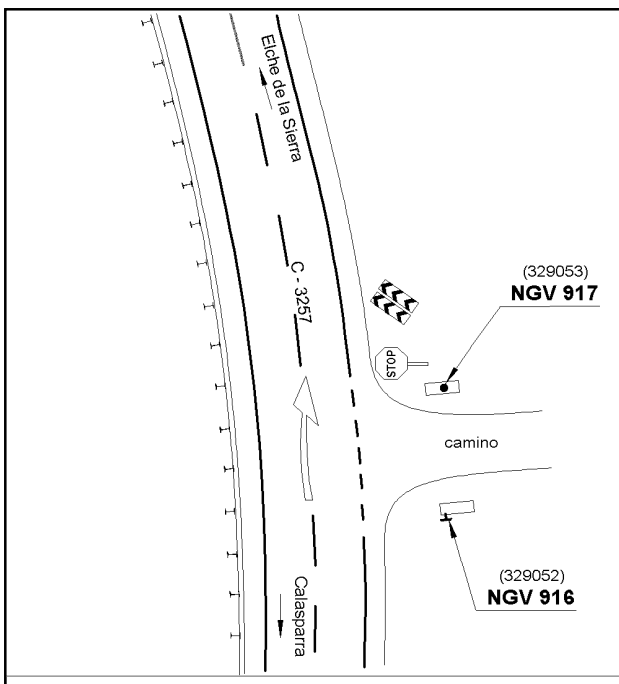 Elche de la Sierra
C - 3257
(329053)
NGV 917
STOP
camino
(329052)
NGV 916
Calasparra